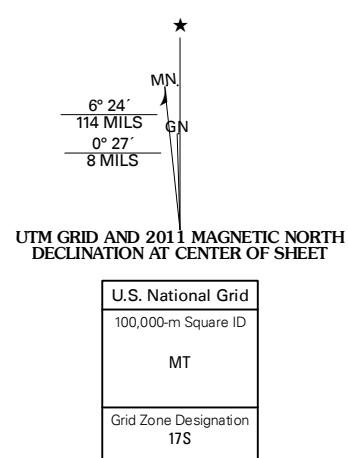 ★
MN.
6° 24´
114 MILS
GN
0° 27´
8 MILS
UTM GRID AND 2011 MAGNETIC NORTH
DECLINATION AT CENTER OF SHEET
U.S. National Grid
100,000-m Square ID
MT
Grid Zone Designation
17S